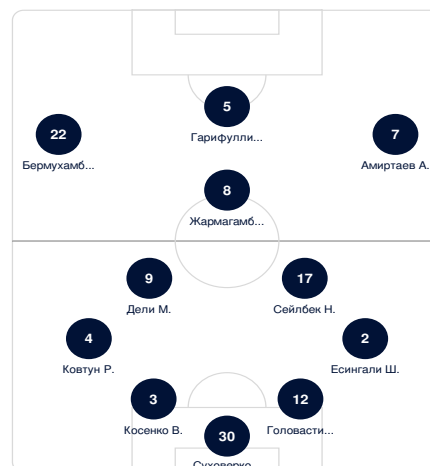 5
Гарифулли...
22
Бермухамб...
7
Амиртаев А.
8
Жармагамб...
9
Дели М.
17
Сейлбек Н.
4
Ковтун Р.
2
Есингали Ш.
3
Косенко В.
12
Головасти...
30
Суховерко...